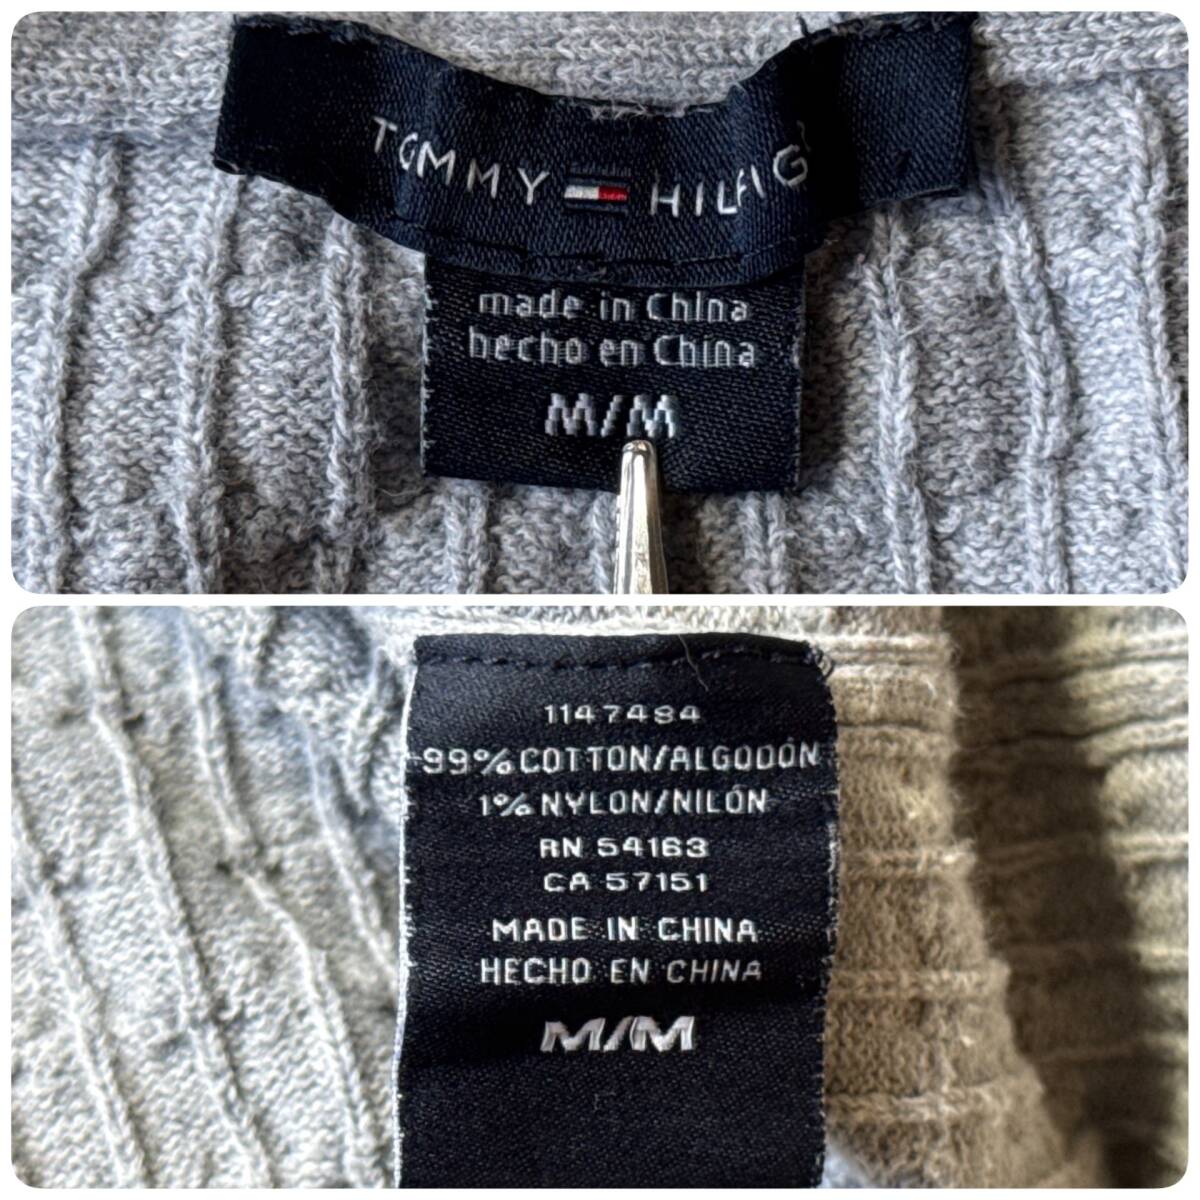 TOMMY HILFIG
made in China
hecho en China
M/M
1147484
99% COTTON/ALGODÓN
1% NYLON/NILÓN
RN 54163
CA 57151
MADE IN CHINA
HECHO EN CHINA
M/M